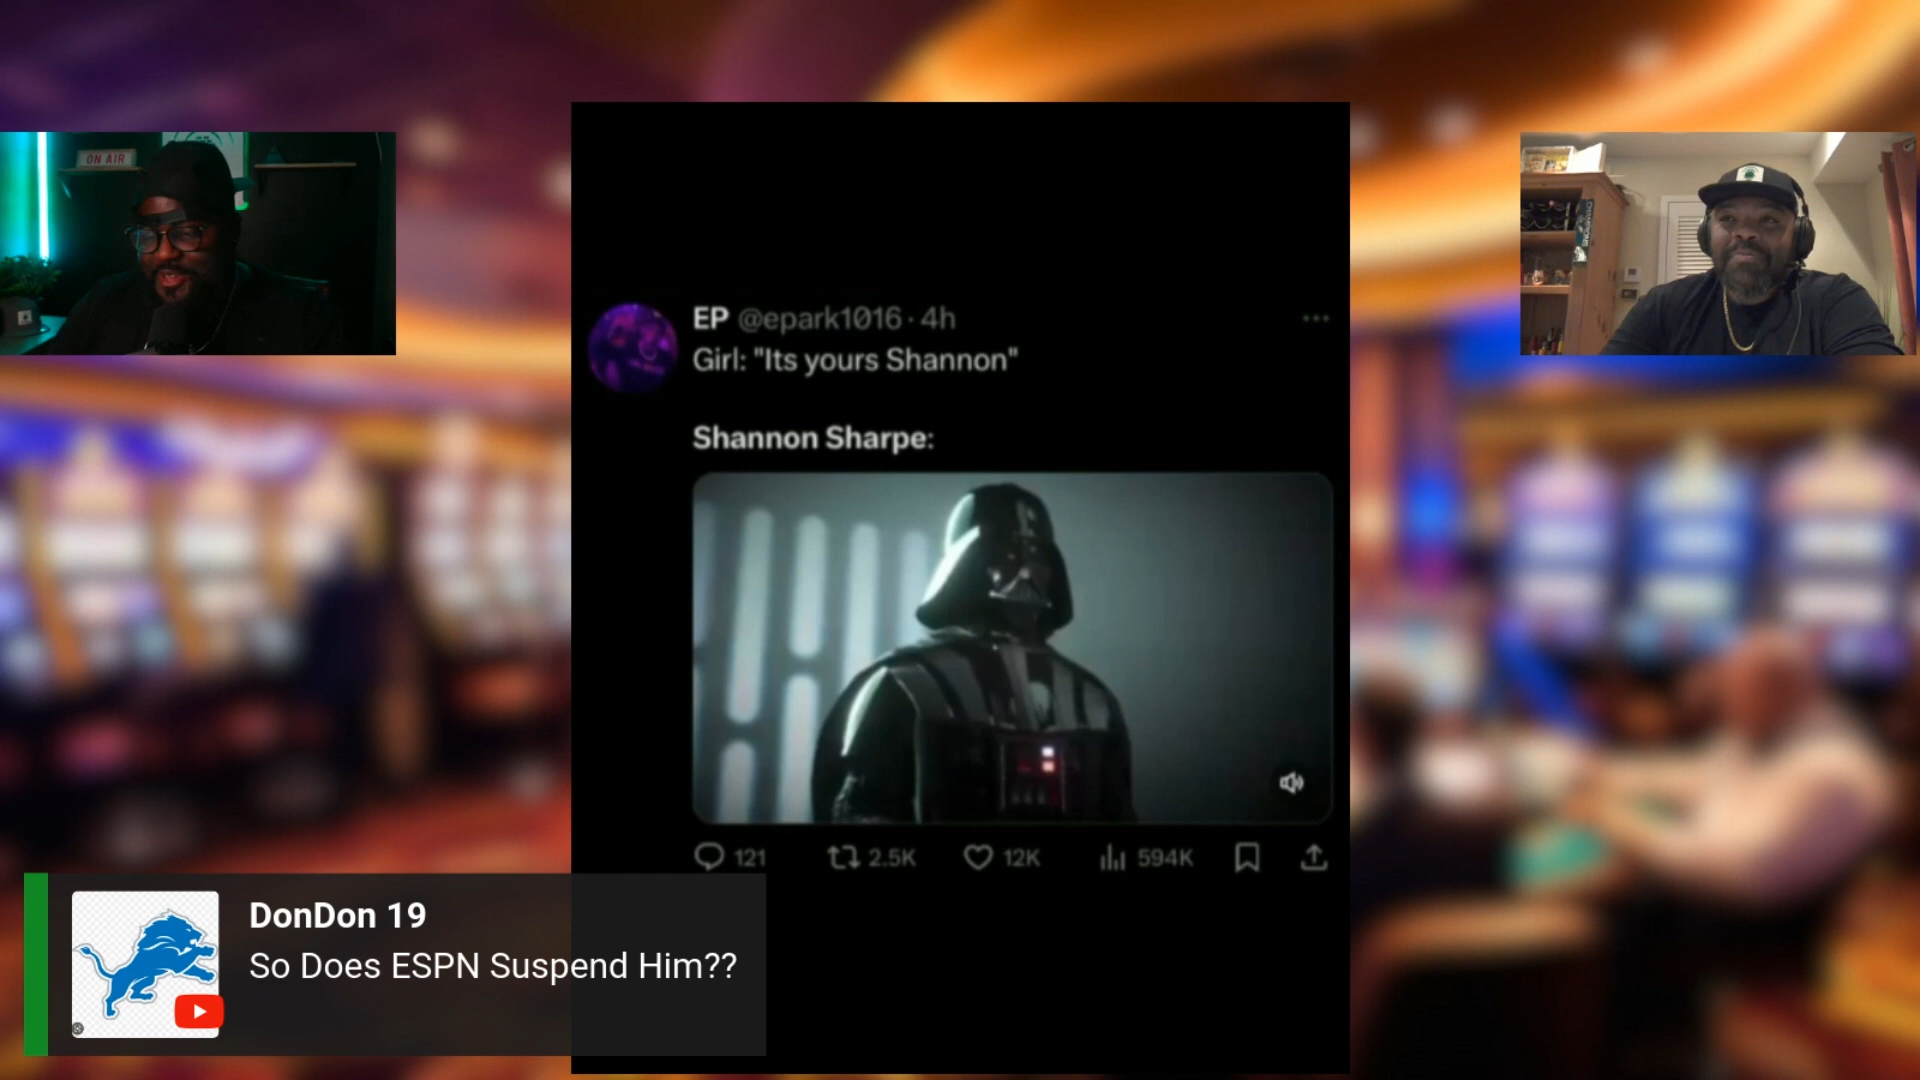 ON AIR
EP @epark1016 · 4h
Girl: "Its yours Shannon"
Shannon Sharpe:
121 2.5K 12K 594K
DonDon 19
So Does ESPN Suspend Him??